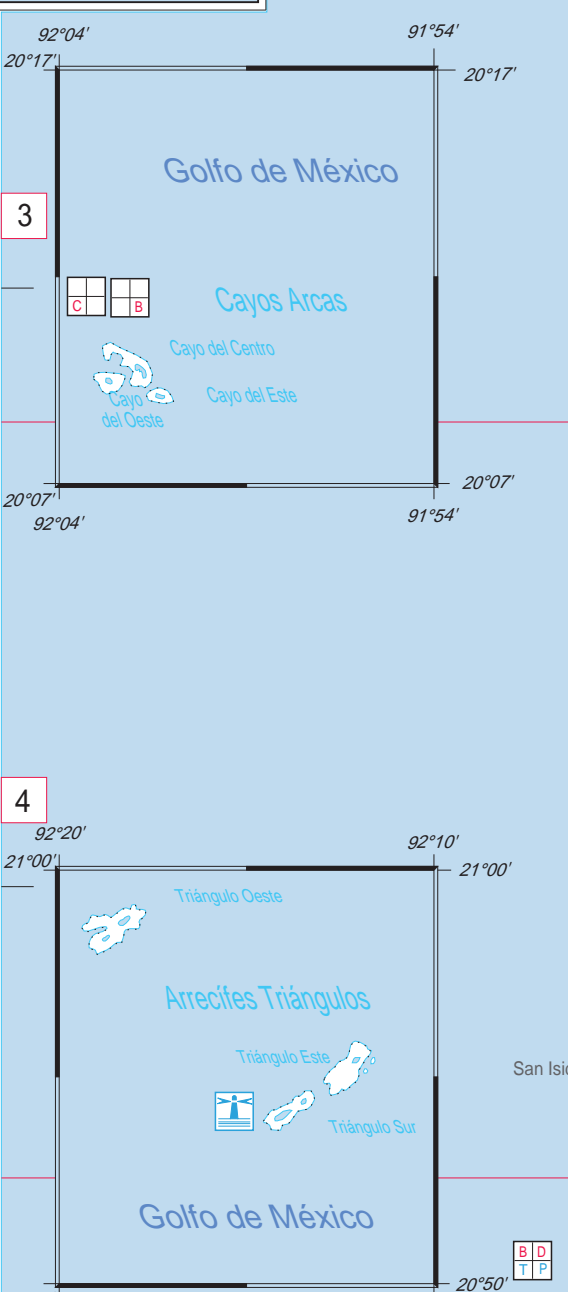 92°04' 91°54'
20°17' 20°17'
Golfo de México
3
C B
Cayos Arcas
Cayo del Centro
Cayo del Este
Cayo
del Oeste
20°07' 20°07'
92°04' 91°54'
4
92°20' 92°10'
21°00' 21°00'
Triángulo Oeste
Arrecífes Triángulos
Triángulo Este
San Isi
Triángulo Sur
Golfo de México
B D
T P
20°50'